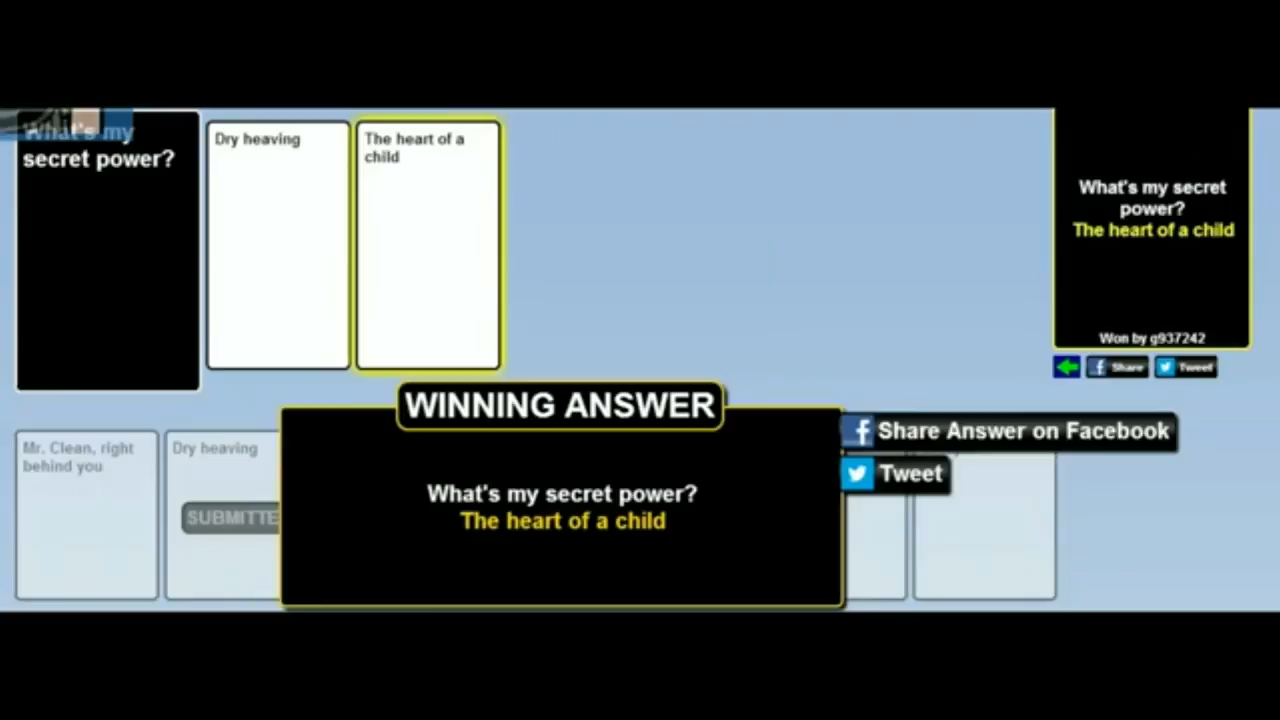 What's my
secret power?
Dry heaving
The heart of a
child
What's my secret
power?
The heart of a child
Won by g937242
Share
Tweet
WINNING ANSWER
What's my secret power?
The heart of a child
Share Answer on Facebook
Tweet
Mr. Clean, right
behind you
Dry heaving
SUBMITTE